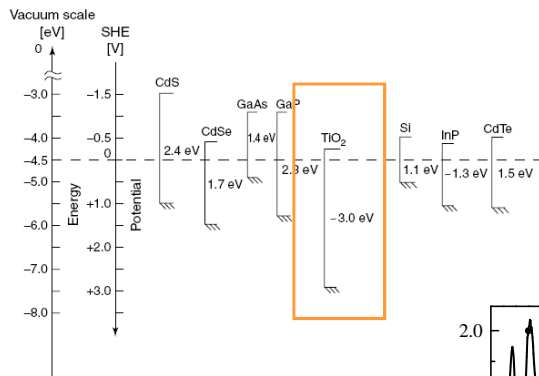 Vacuum scale
[eV]
SHE
[V]
0
−3.0
−4.0
−4.5
−5.0
−6.0
−7.0
−8.0
Energy
−1.5
−0.5
0
+1.0
+2.0
+3.0
Potential
CdS
2.4 eV
CdSe
1.7 eV
GaAs
1.4 eV
GaP
2.3 eV
TiO2
−3.0 eV
Si
1.1 eV
InP
−1.3 eV
CdTe
1.5 eV
2.0